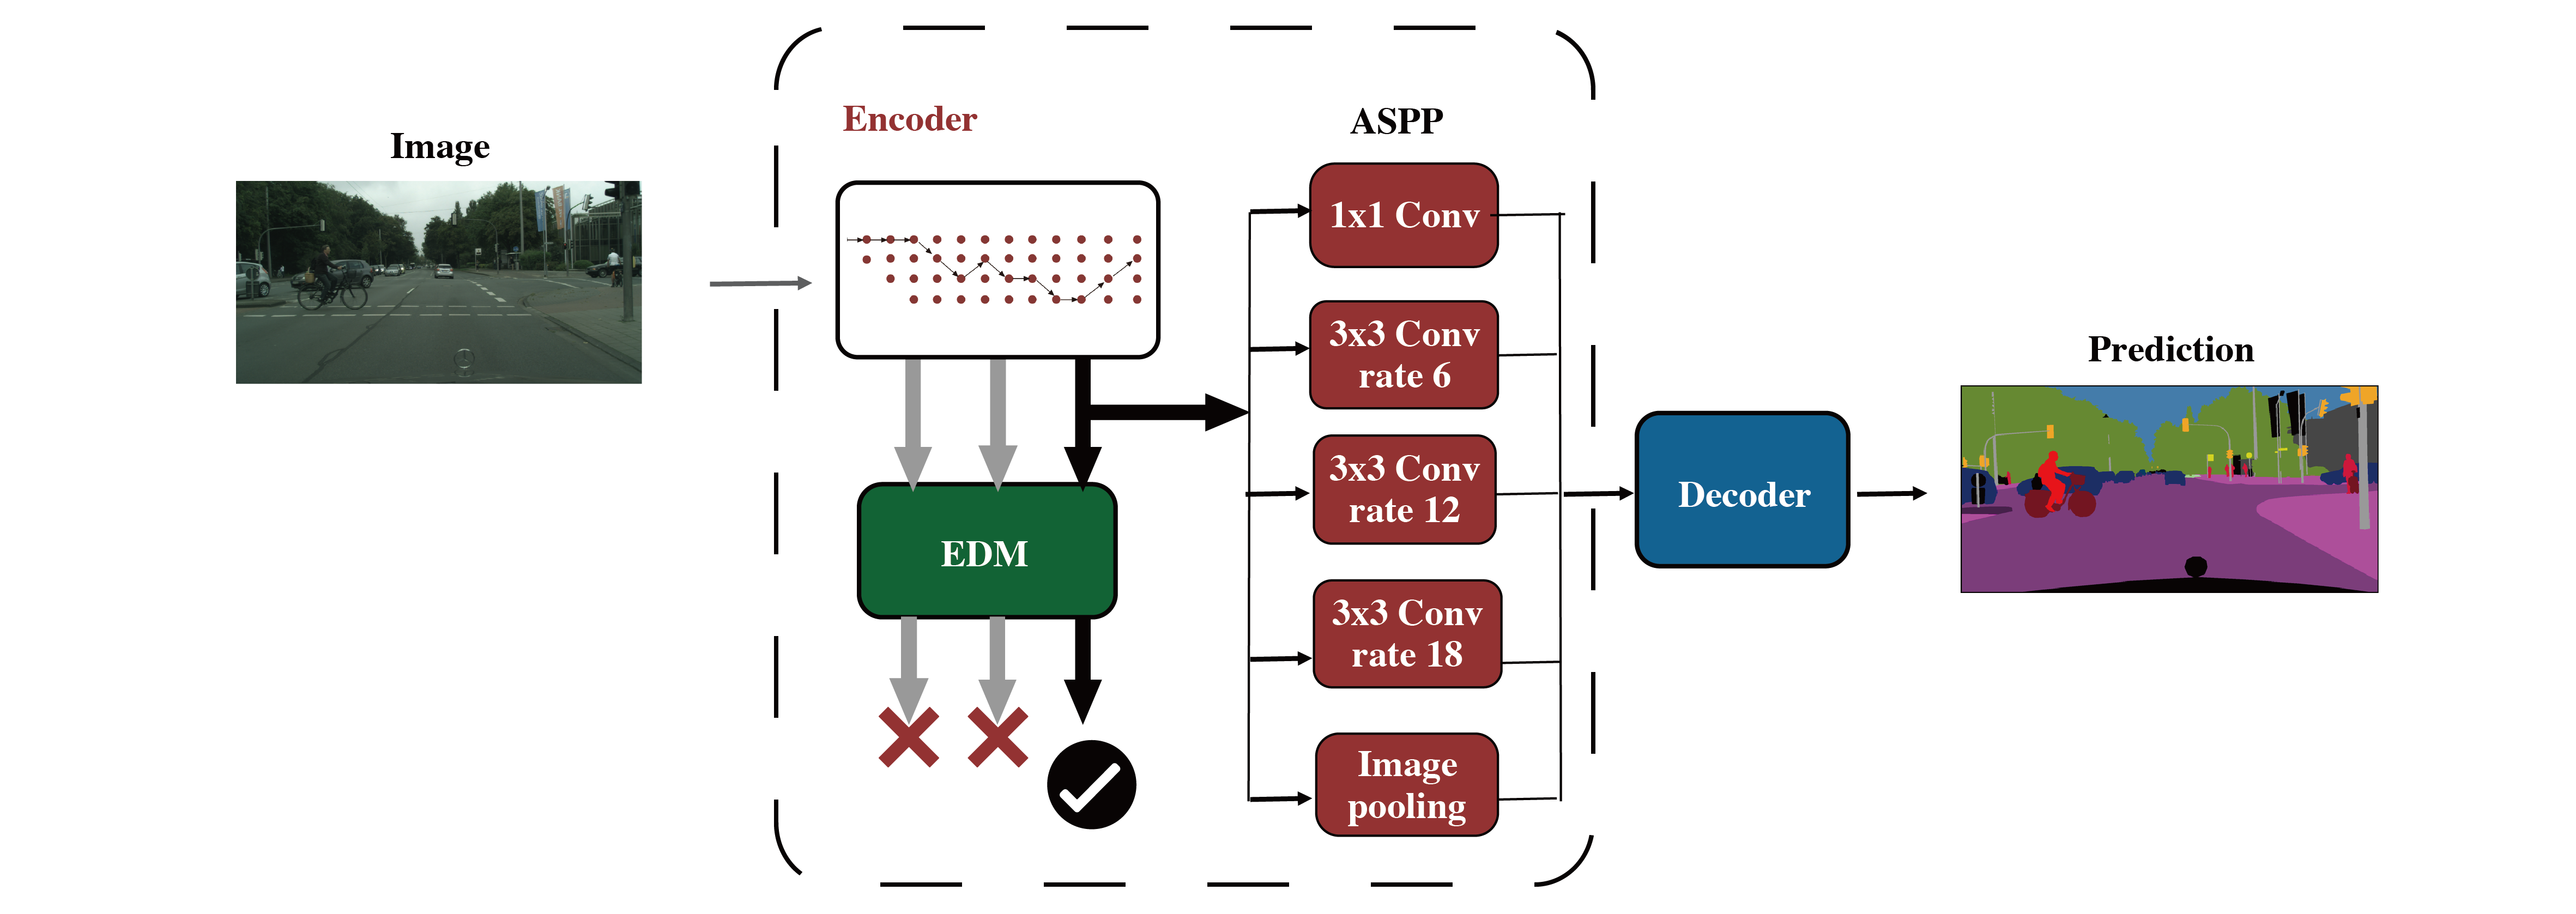 Image
Encoder
ASPP
1x1 Conv
3x3 Conv
rate 6
3x3 Conv
rate 12
3x3 Conv
rate 18
Image
pooling
EDM
Decoder
Prediction